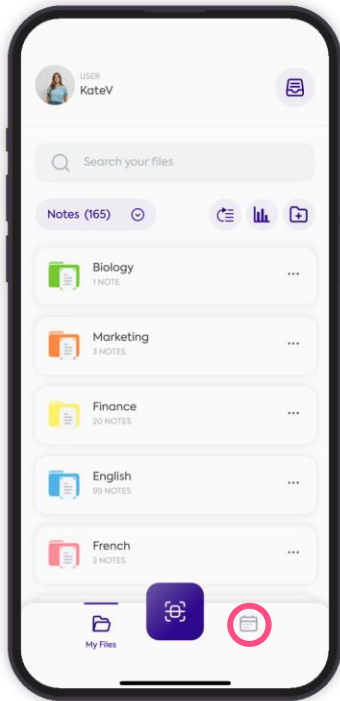 USER
KateV
Search your files
Notes (165)
Biology
1 NOTE
Marketing
3 NOTES
Finance
20 NOTES
English
99 NOTES
French
3 NOTES
My Files